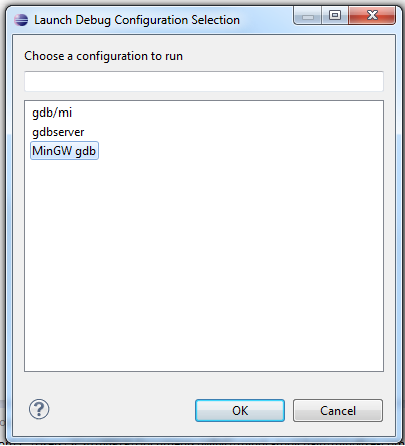 Launch Debug Configuration Selection
Choose a configuration to run
gdb/mi
gdbserver
MinGW gdb
?
OK
Cancel